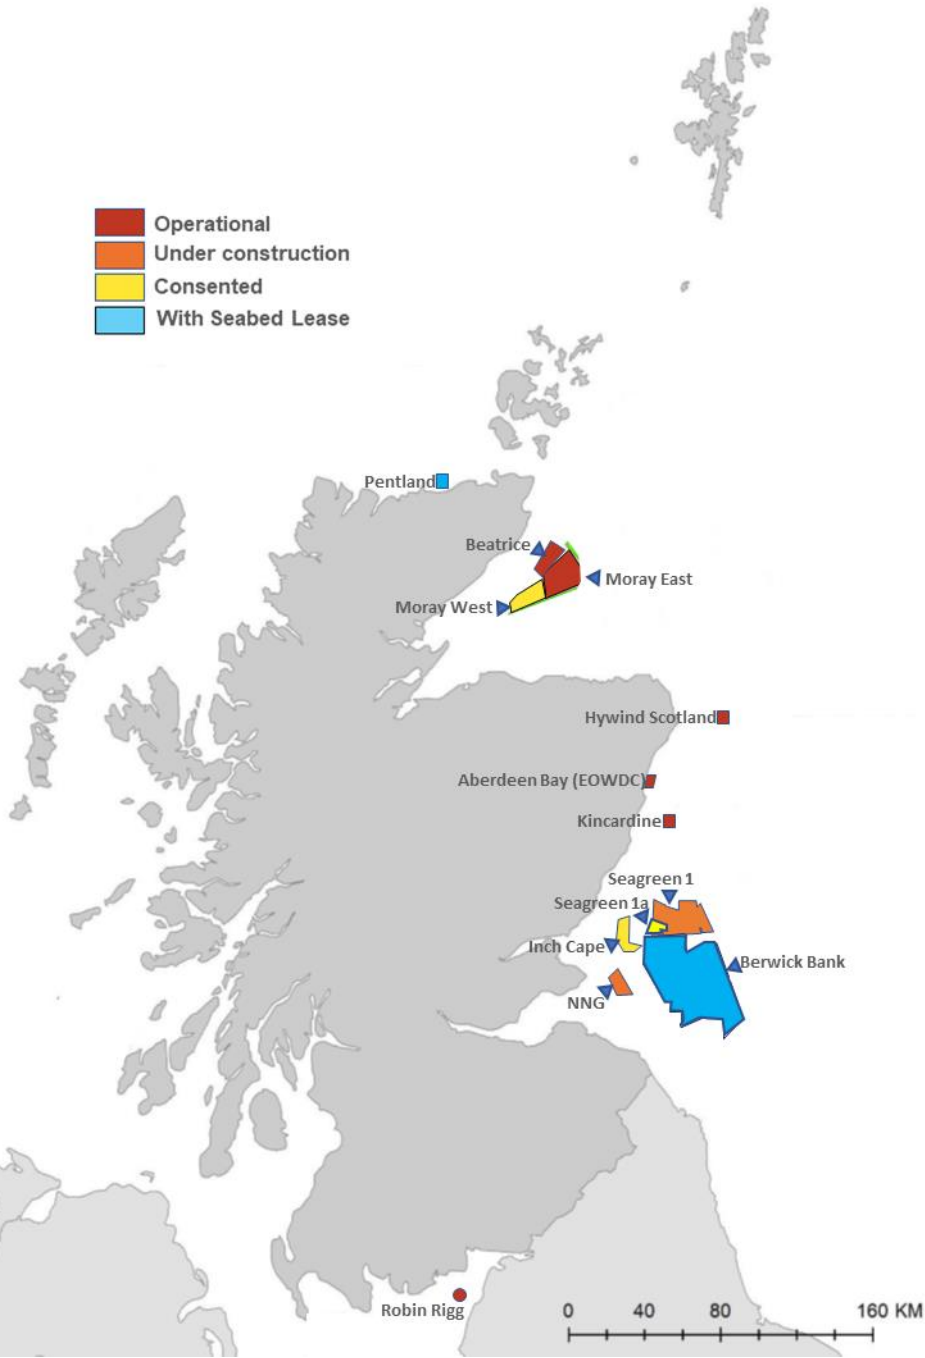 Operational
Under construction
Consented
With Seabed Lease
Pentland
Beatrice
Moray East
Moray West
Hywind Scotland
Aberdeen Bay (EOWDC)
Kincardine
Seagreen 1
Seagreen 1a
Inch Cape
Berwick Bank
NNG
Robin Rigg
0 40 80 160 KM